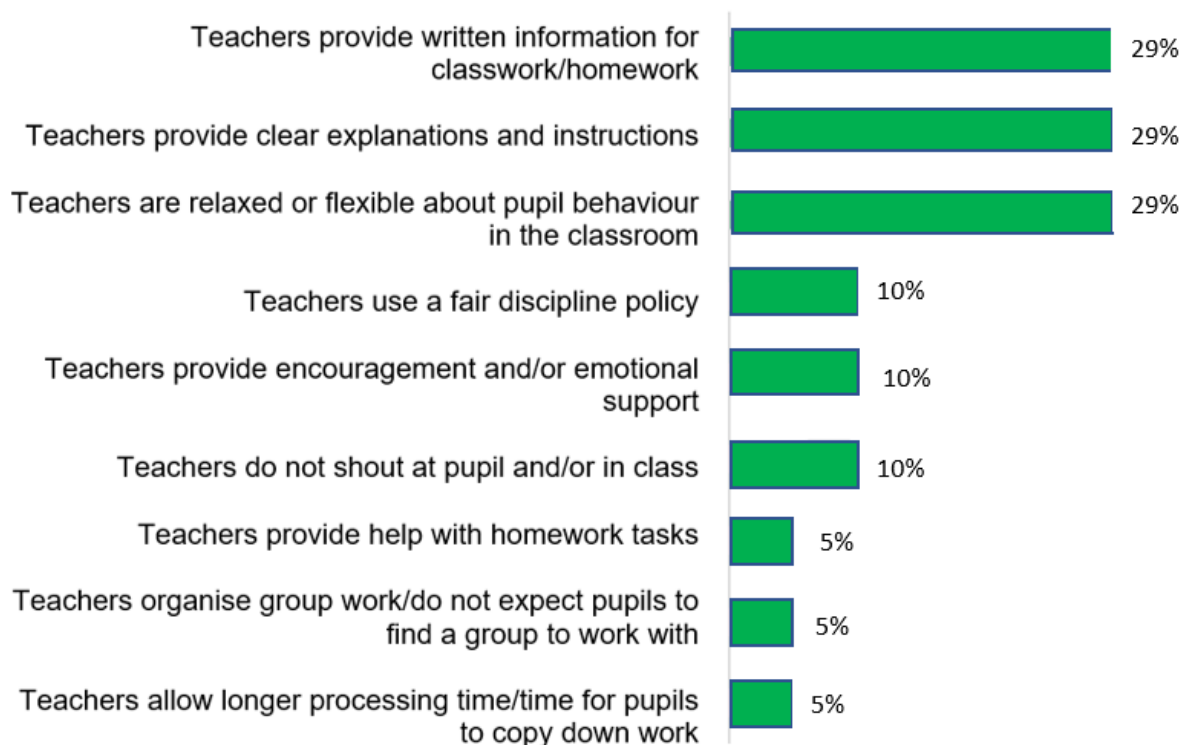 Teachers provide written information for
classwork/homework
29%
Teachers provide clear explanations and instructions
29%
Teachers are relaxed or flexible about pupil behaviour
in the classroom
29%
Teachers use a fair discipline policy
10%
Teachers provide encouragement and/or emotional
support
10%
Teachers do not shout at pupil and/or in class
10%
Teachers provide help with homework tasks
5%
Teachers organise group work/do not expect pupils to
find a group to work with
5%
Teachers allow longer processing time/time for pupils
to copy down work
5%